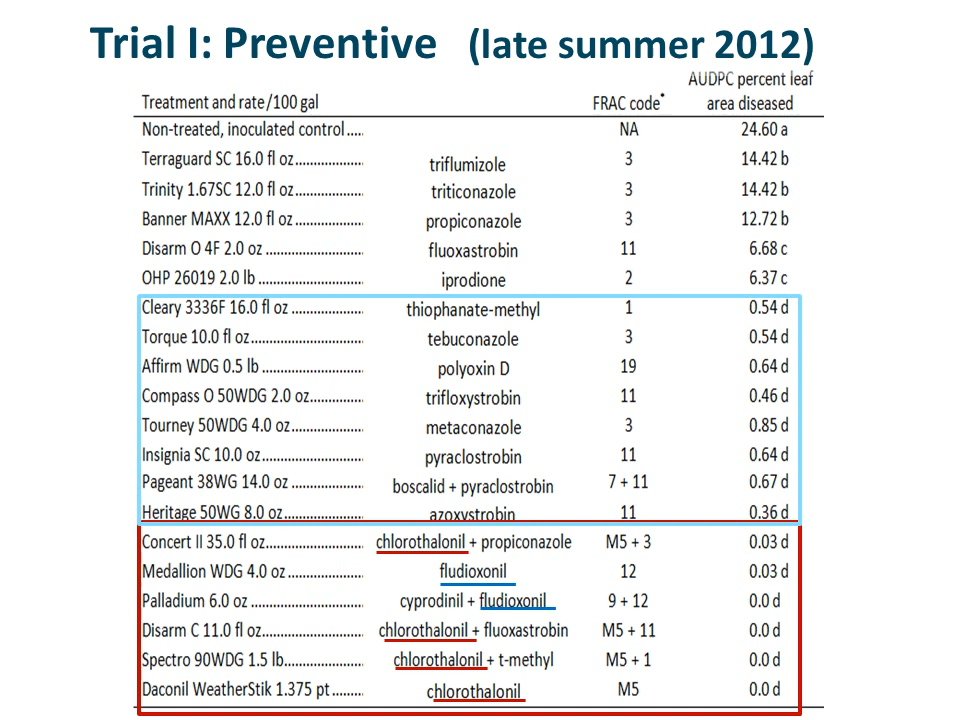 Trial I: Preventive (late summer 2012)
AUDPC percent leaf
Treatment and rate/100 gal FRAC code* area diseased
Non-treated, inoculated control ..... NA 24.60 a
Terraguard SC 16.0 fl oz.................... triflumizole 3 14.42 b
Trinity 1.67SC 12.0 fl oz.................... triticonazole 3 14.42 b
Banner MAXX 12.0 fl oz.................... propiconazole 3 12.72 b
Disarm O 4F 2.0 oz .......................... fluoxastrobin 11 6.68 c
OHP 26019 2.0 lb ............................. iprodione 2 6.37 c
Cleary 3336F 16.0 fl oz ..................... thiophanate-methyl 1 0.54 d
Torque 10.0 fl oz............................... tebuconazole 3 0.54 d
Affirm WDG 0.5 lb ............................ polyoxin D 19 0.64 d
Compass O 50WDG 2.0 oz............... trifloxystrobin 11 0.46 d
Tourney 50WDG 4.0 oz.................... metaconazole 3 0.85 d
Insignia SC 10.0 oz............................ pyraclostrobin 11 0.64 d
Pageant 38WG 14.0 oz .................... boscalid + pyraclostrobin 7 + 11 0.67 d
Heritage 50WG 8.0 oz...................... azoxystrobin 11 0.36 d
Concert II 35.0 fl oz........................... chlorothalonil + propiconazole M5 + 3 0.03 d
Medallion WDG 4.0 oz ..................... fludioxonil 12 0.03 d
Palladium 6.0 oz ............................... cyprodinil + fludioxonil 9 + 12 0.0 d
Disarm C 11.0 fl oz............................ chlorothalonil + fluoxastrobin M5 + 11 0.0 d
Spectro 90WDG 1.5 lb...................... chlorothalonil + t-methyl M5 + 1 0.0 d
Daconil WeatherStik 1.375 pt ......... chlorothalonil M5 0.0 d